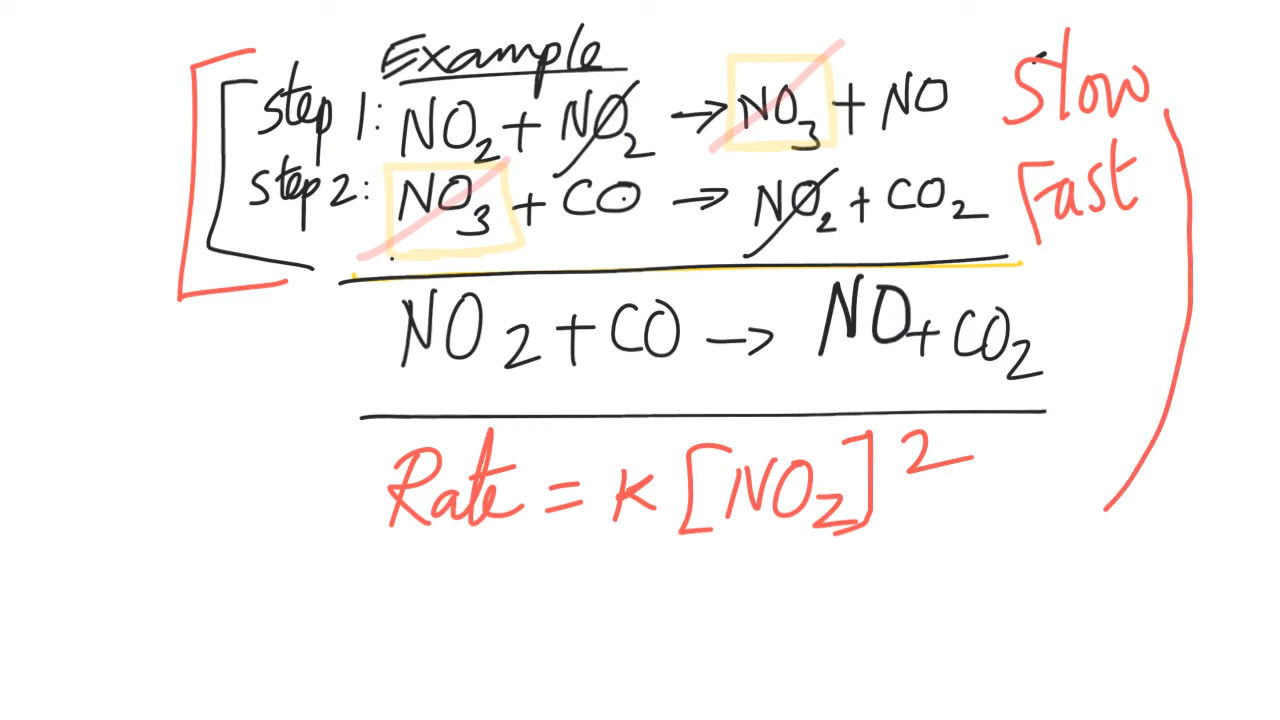 Example
step 1: NO₂ + NO₂ → NO₃ + NO Slow
step 2: NO₃ + CO → NO₂ + CO₂ Fast
NO₂ + CO → NO + CO₂
Rate = K [NO₂]²